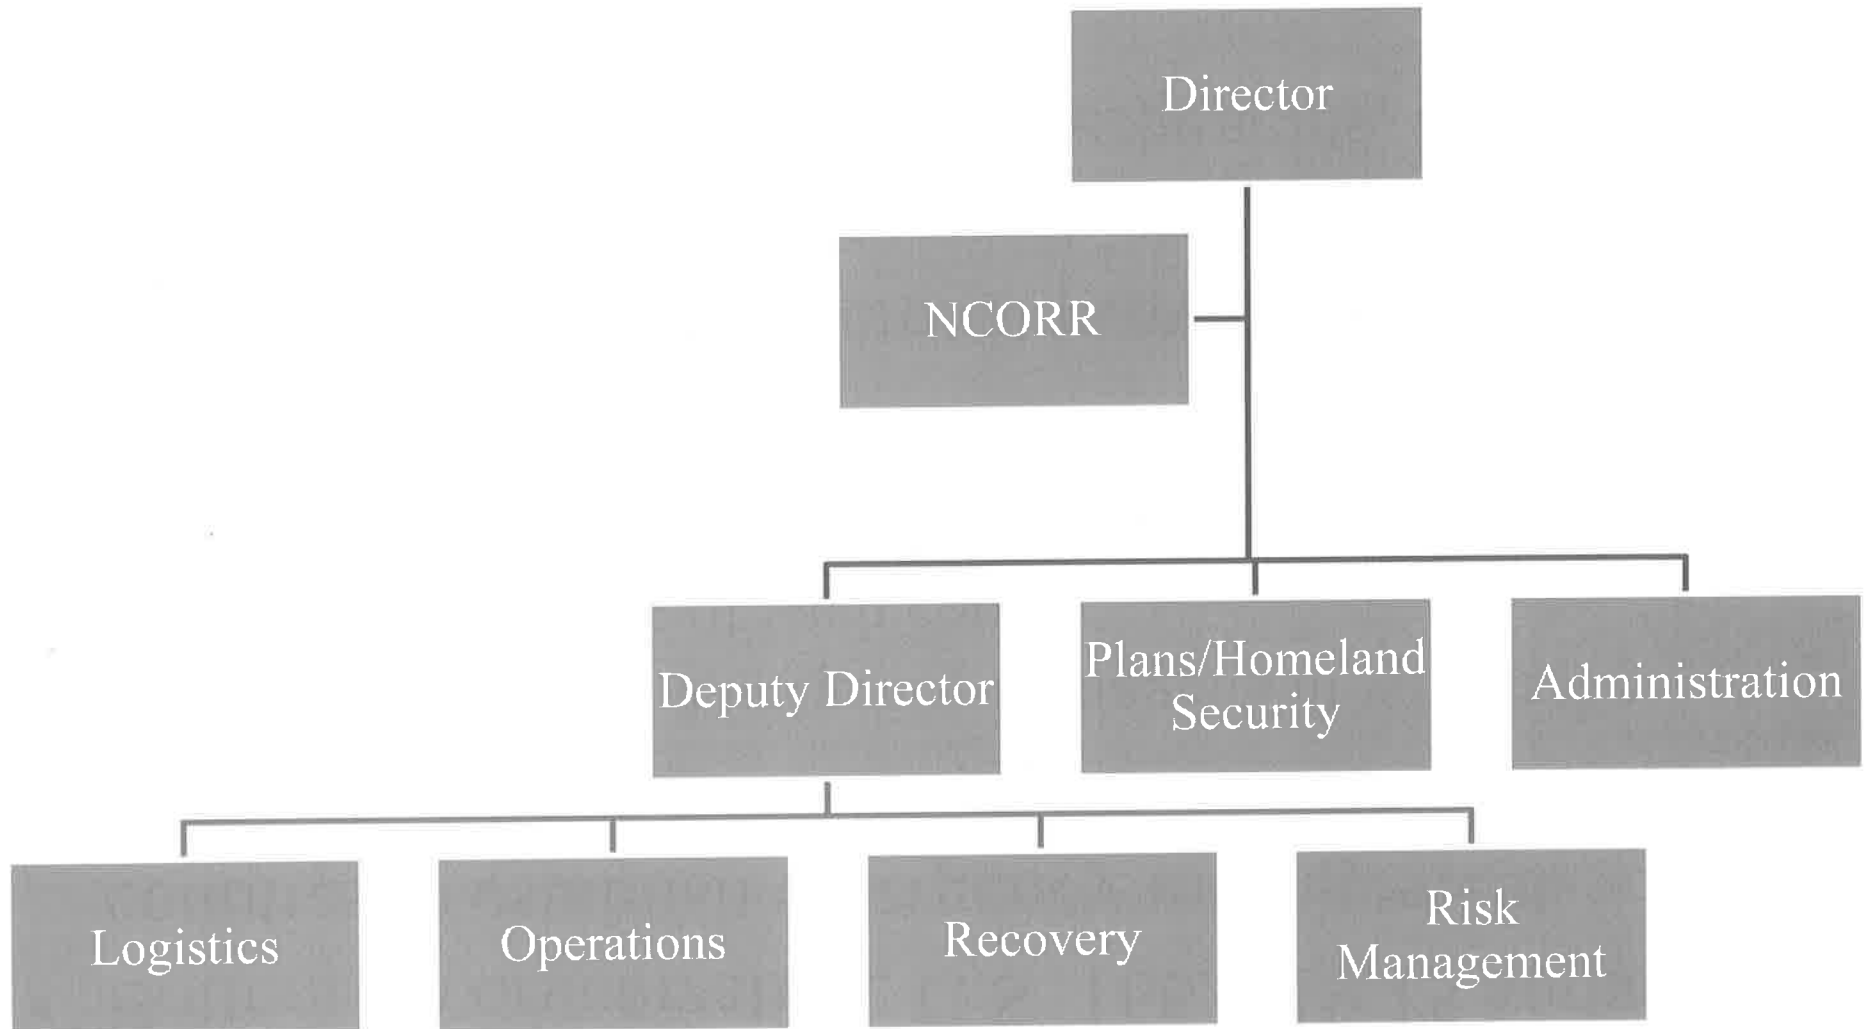 Director
NCORR
Deputy Director
Plans/Homeland
Security
Administration
Logistics
Operations
Recovery
Risk
Management